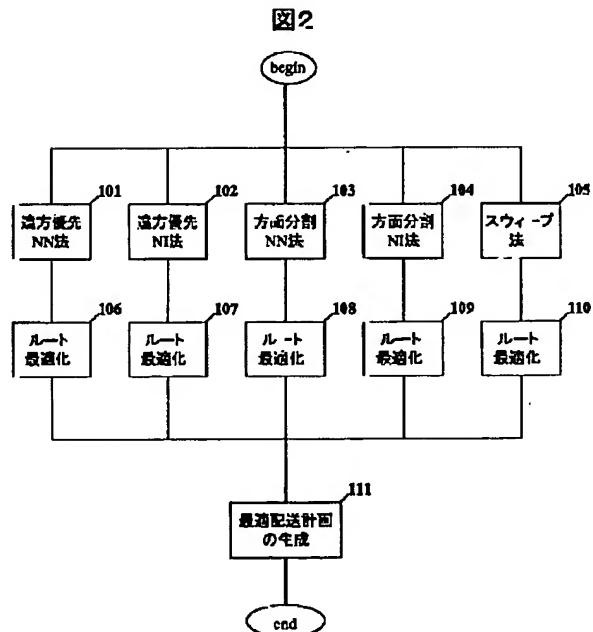 図2
begin
101
遠方優先
NN法
102
遠方優先
NI法
103
方面分割
NN法
104
方面分割
NI法
105
スウィープ
法
106
ルート
最適化
107
ルート
最適化
108
ルート
最適化
109
ルート
最適化
110
ルート
最適化
111
最適配送計画
の生成
end